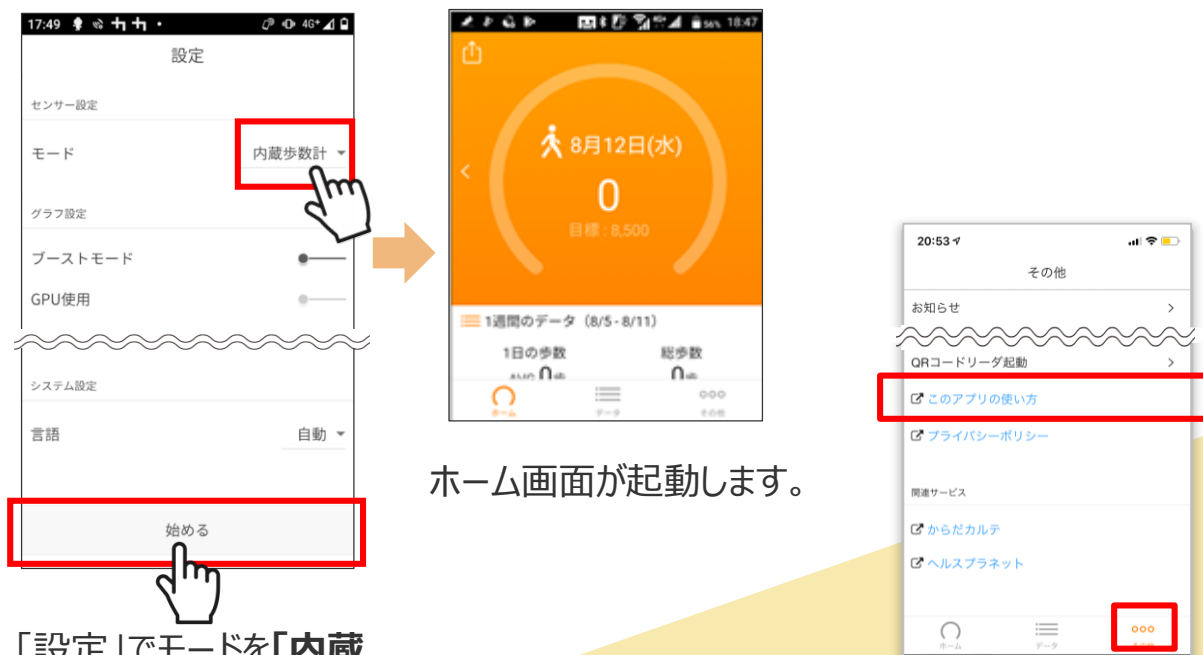 17:49
4G+
設定
センサー設定
モード
内蔵歩数計
グラフ設定
ブーストモード
GPU使用
システム設定
言語
自動
始める
「設定」でモードを「内蔵
56% 18:47
8月12日(水)
0
目標：8,500
1週間のデータ（8/5 - 8/11）
1日の歩数
総歩数
0
0
ホーム
データ
その他
ホーム画面が起動します。
20:53
その他
お知らせ
QRコードリーダ起動
このアプリの使い方
プライバシーポリシー
関連サービス
からだカルテ
ヘルスプラネット
ホーム
データ